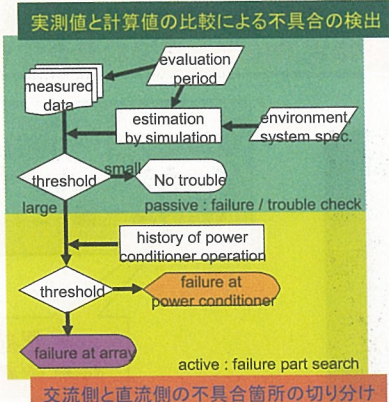 実測値と計算値の比較による不具合の検出
evaluation
period
measured
data
estimation
by simulation
environment
system spec.
threshold
small
No trouble
large
passive : failure / trouble check
history of power
conditioner operation
threshold
failure at
power conditioner
failure at array
active : failure part search
交流側と直流側の不具合箇所の切り分け